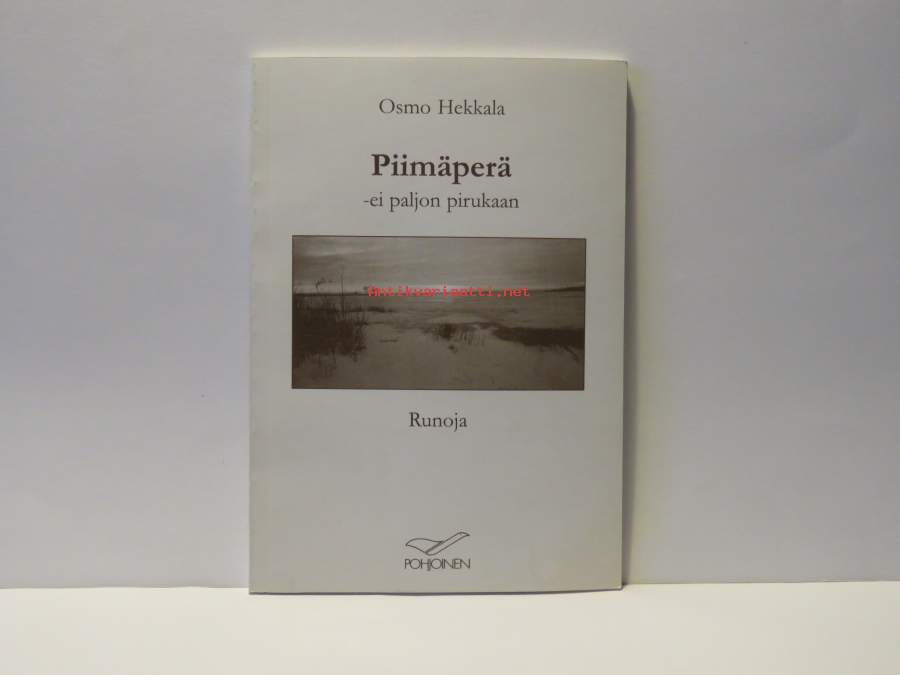 Osmo Hekkala
Piimäperä
-ei paljon pirukaan
Antikvariaatti.net
Runoja
POHJOINEN